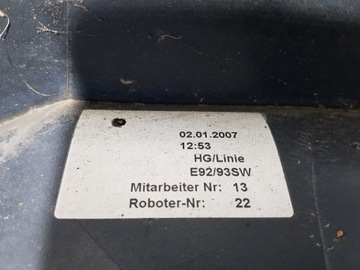 02.01.2007
12:53
HG/Linie
E92/93SW
Mitarbeiter Nr: 13
Roboter-Nr: 22